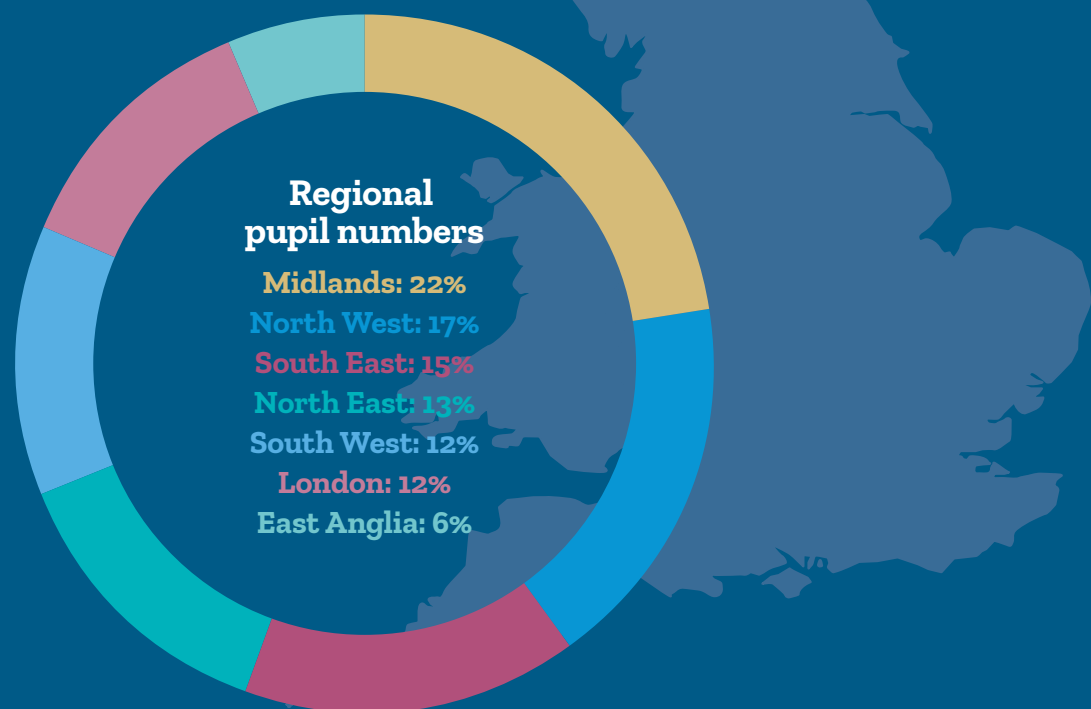 Regional
pupil numbers
Midlands: 22%
North West: 17%
South East: 15%
North East: 13%
South West: 12%
London: 12%
East Anglia: 6%